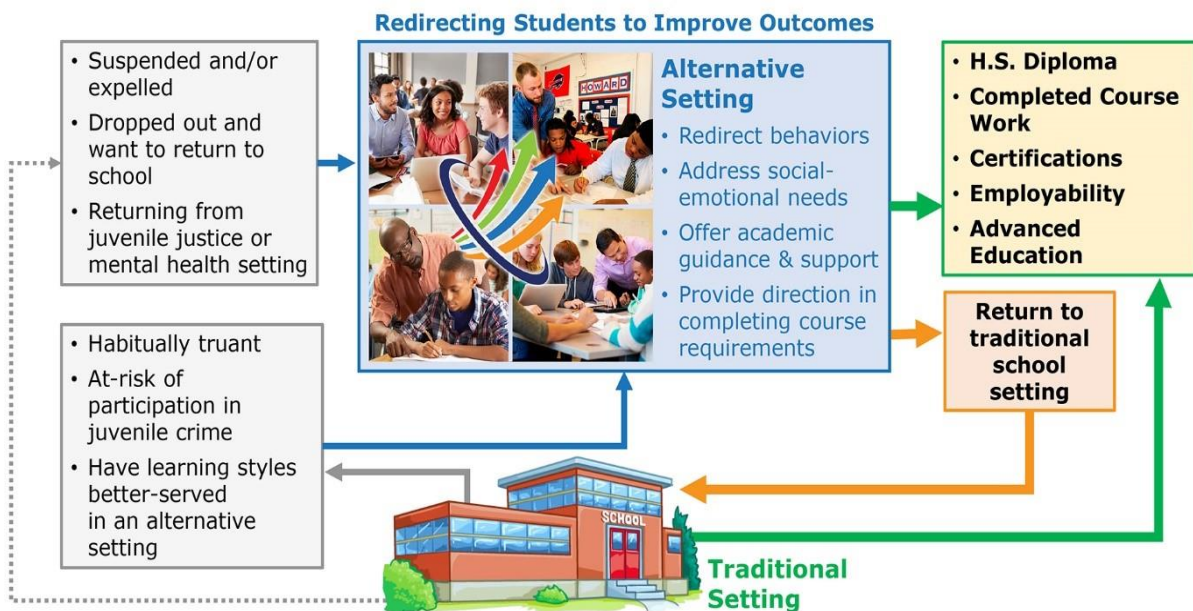 Redirecting Students to Improve Outcomes
• Suspended and/or
expelled
• Dropped out and
want to return to
school
• Returning from
juvenile justice or
mental health setting
• Habitually truant
• At-risk of
participation in
juvenile crime
• Have learning styles
better-served
in an alternative
setting
HOWARD
Alternative
Setting
• Redirect behaviors
• Address social-
emotional needs
• Offer academic
guidance & support
• Provide direction in
completing course
requirements
• H.S. Diploma
• Completed Course
Work
• Certifications
• Employability
• Advanced
Education
Return to
traditional
school
setting
SCHOOL
Traditional
Setting